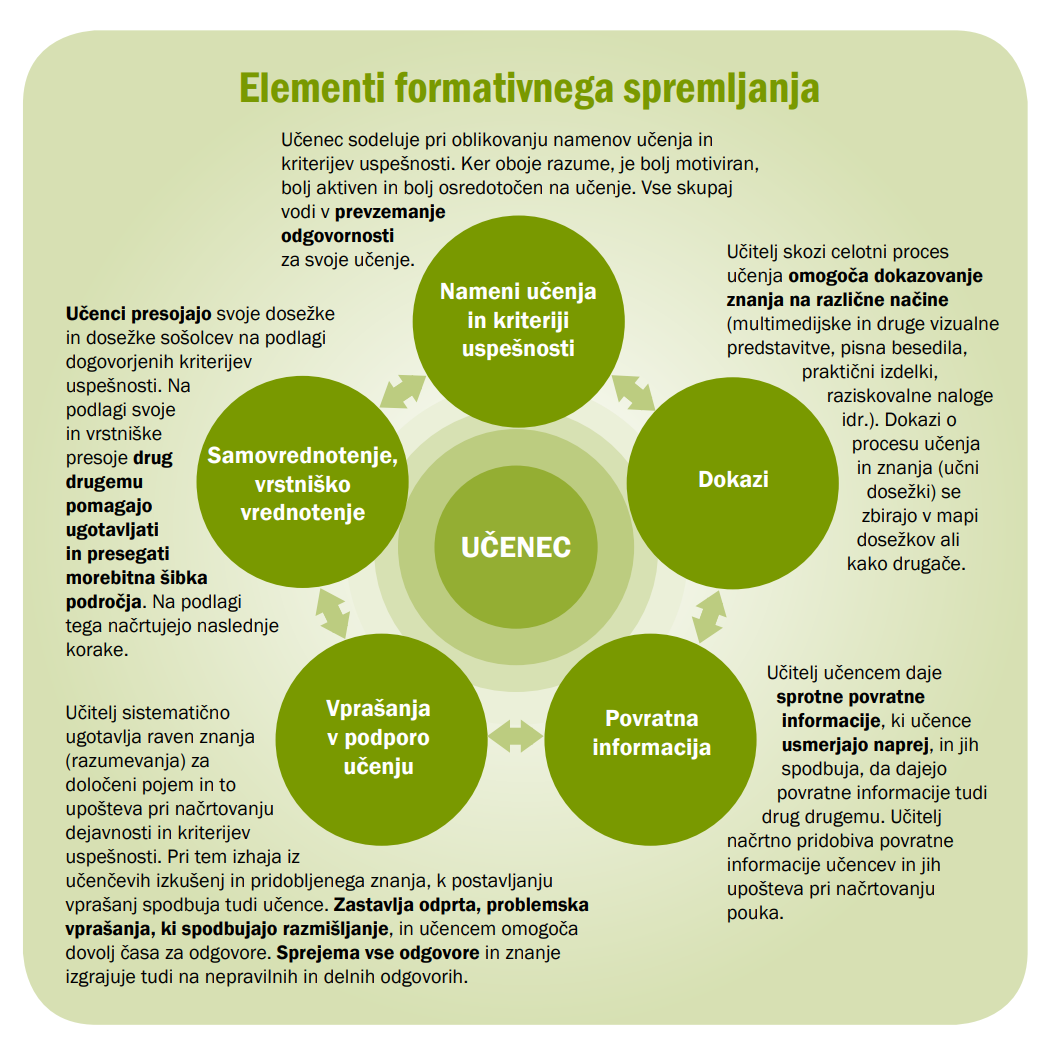 Elementi formativnega spremljanja
Učenec sodeluje pri oblikovanju namenov učenja in
kriterijev uspešnosti. Ker oboje razume, je bolj motiviran,
bolj aktiven in bolj osredotočen na učenje. Vse skupaj
vodi v prevzemanje
odgovornosti
za svoje učenje.
Nameni učenja
in kriteriji
uspešnosti
Učitelj skozi celotni proces
učenja omogoča dokazovanje
znanja na različne načine
(multimedijske in druge vizualne
predstavitve, pisna besedila,
praktični izdelki,
raziskovalne naloge
idr.). Dokazi o
procesu učenja
in znanja (učni
dosežki) se
zbirajo v mapi
dosežkov ali
kako drugače.
Dokazi
Učenci presojajo svoje dosežke
in dosežke sošolcev na podlagi
dogovorjenih kriterijev
uspešnosti. Na
podlagi svoje
in vrstniške
presoje drug
drugemu
pomagajo
ugotavljati
in presegati
morebitna šibka
področja. Na podlagi
tega načrtujejo naslednje
korake.
Samovrednotenje,
vrstniško
vrednotenje
UČENEC
Učitelj učencem daje
sprotne povratne
informacije, ki učence
usmerjajo naprej, in jih
spodbuja, da dajejo
povratne informacije tudi
drug drugemu. Učitelj
načrtno pridobiva povratne
informacije učencev in jih
upošteva pri načrtovanju
pouka.
Povratna
informacija
Vprašanja
v podporo
učenju
Učitelj sistematično
ugotavlja raven znanja
(razumevanja) za
določeni pojem in to
upošteva pri načrtovanju
dejavnosti in kriterijev
uspešnosti. Pri tem izhaja iz
učenčevih izkušenj in pridobljenega znanja, k postavljanju
vprašanj spodbuja tudi učence. Zastavlja odprta, problemska
vprašanja, ki spodbujajo razmišljanje, in učencem omogoča
dovolj časa za odgovore. Sprejema vse odgovore in znanje
izgrajuje tudi na nepravilnih in delnih odgovorih.